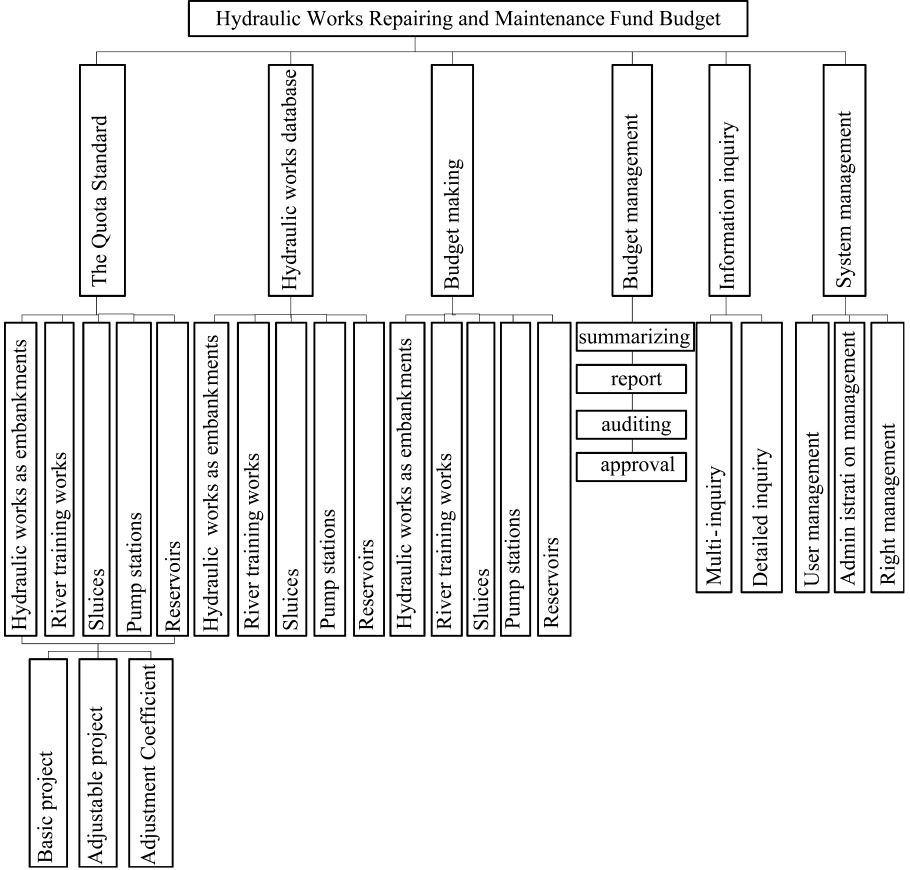 Hydraulic Works Repairing and Maintenance Fund Budget
The Quota Standard
Hydraulic works database
Budget making
Budget management
Information inquiry
System management
Hydraulic works as embankments
River training works
Sluices
Pump stations
Reservoirs
Hydraulic works as embankments
River training works
Sluices
Pump stations
Reservoirs
Hydraulic works as embankments
River training works
Sluices
Pump stations
Reservoirs
summarizing
report
auditing
approval
Multi- inquiry
Detailed inquiry
User management
Admin istrati on management
Right management
Basic project
Adjustable project
Adjustment Coefficient